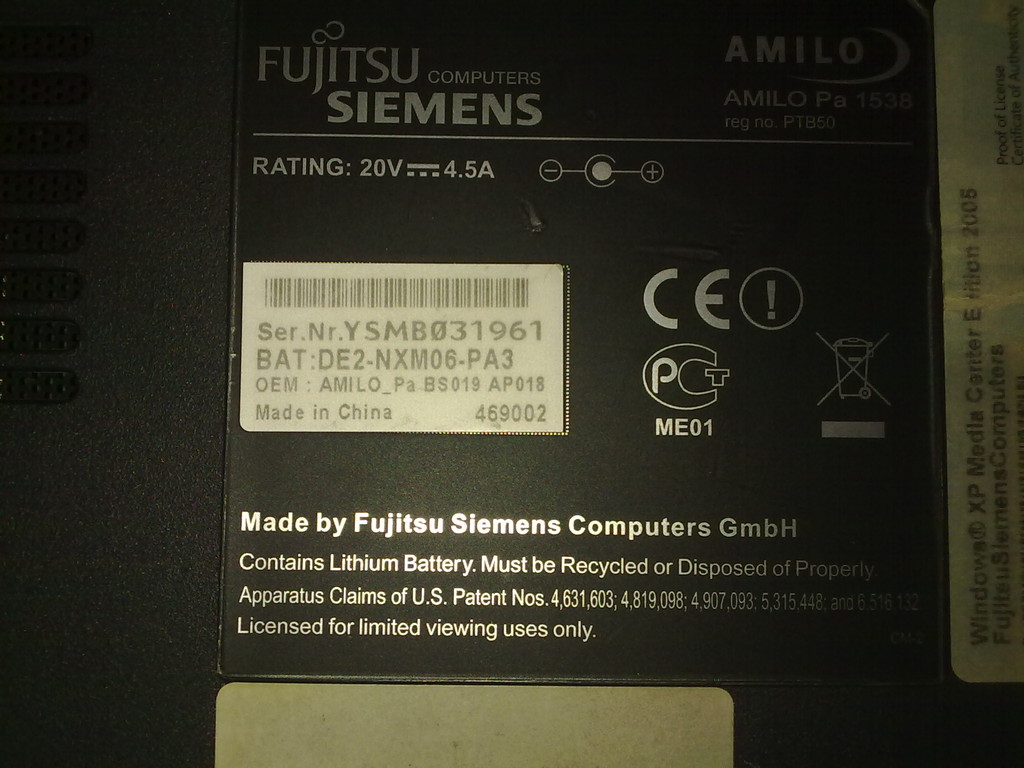 FUJITSU COMPUTERS
SIEMENS
AMILO
AMILO Pa 1538
reg no. PTB50
RATING: 20V 4.5A
Ser.Nr.YSMBØ31961
BAT:DE2-NXM06-PA3
OEM : AMILO_Pa BS019 AP018
Made in China 469002
CE !
PCT
ME01
Made by Fujitsu Siemens Computers GmbH
Contains Lithium Battery. Must be Recycled or Disposed of Properly.
Apparatus Claims of U.S. Patent Nos. 4,631,603; 4,819,098; 4,907,093; 5,315,448; and 6,516,132
Licensed for limited viewing uses only.
Proof of License
Certificate of Authenticity
Windows® XP Media Center Edition 2005
FujitsuSiemensComputers